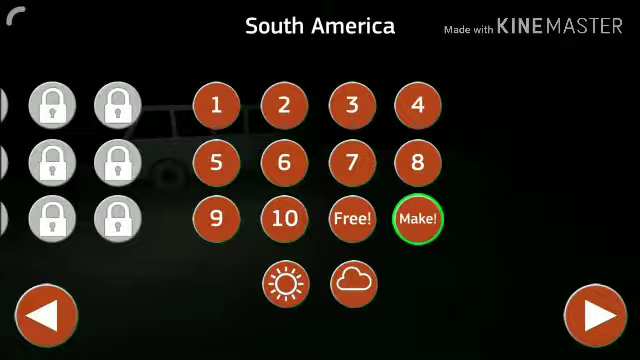 South America
Made with KINEMASTER
1 2 3 4
5 6 7 8
9 10 Free! Make!